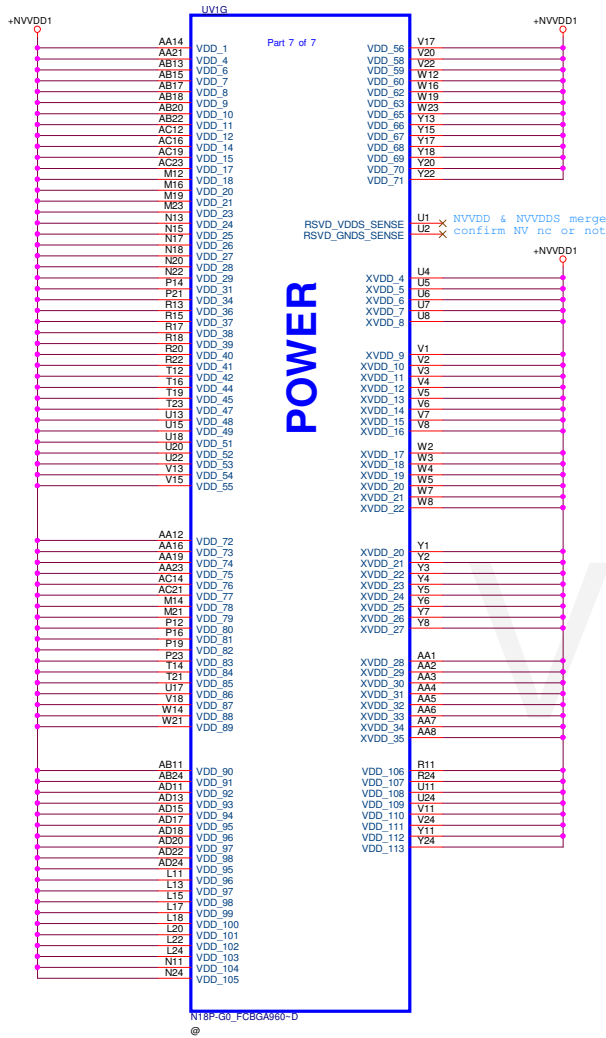 UV1G
+NVVDD1
Part 7 of 7
AA14 VDD_1
AA21 VDD_4
AB13 VDD_6
AB15 VDD_7
AB17 VDD_8
AB18 VDD_9
AB20 VDD_10
AB22 VDD_11
AC12 VDD_12
AC16 VDD_14
AC19 VDD_15
AC23 VDD_17
M12 VDD_18
M16 VDD_20
M19 VDD_21
M23 VDD_23
N13 VDD_24
N15 VDD_25
N17 VDD_26
N18 VDD_27
N20 VDD_28
N22 VDD_29
P14 VDD_31
P21 VDD_34
R13 VDD_36
R15 VDD_37
R17 VDD_38
R18 VDD_39
R20 VDD_40
R22 VDD_41
T12 VDD_42
T16 VDD_44
T19 VDD_45
T23 VDD_47
U13 VDD_48
U15 VDD_49
U18 VDD_51
U20 VDD_52
U22 VDD_53
V13 VDD_54
V15 VDD_55
AA12 VDD_72
AA16 VDD_73
AA19 VDD_74
AA23 VDD_75
AC14 VDD_76
AC21 VDD_77
M14 VDD_78
M21 VDD_79
P12 VDD_80
P16 VDD_81
P19 VDD_82
P23 VDD_83
T14 VDD_84
T21 VDD_85
U17 VDD_86
V18 VDD_87
W14 VDD_88
W21 VDD_89
AB11 VDD_90
AB24 VDD_91
AD11 VDD_92
AD13 VDD_93
AD15 VDD_94
AD17 VDD_95
AD18 VDD_96
AD20 VDD_97
AD22 VDD_98
AD24 VDD_95
L11 VDD_96
L13 VDD_97
L15 VDD_98
L17 VDD_99
L18 VDD_100
L20 VDD_101
L22 VDD_102
L24 VDD_103
N11 VDD_104
N24 VDD_105
POWER
+NVVDD1
VDD_56 V17
VDD_58 V20
VDD_59 V22
VDD_60 W12
VDD_62 W16
VDD_63 W19
VDD_65 W23
VDD_66 Y13
VDD_67 Y15
VDD_68 Y17
VDD_69 Y18
VDD_70 Y20
VDD_71 Y22
RSVD_VDDS_SENSE U1 NVVDD & NVVDDS merge
RSVD_GNDS_SENSE U2 confirm NV nc or not
+NVVDD1
XVDD_4 U4
XVDD_5 U5
XVDD_6 U6
XVDD_7 U7
XVDD_8 U8
XVDD_9 V1
XVDD_10 V2
XVDD_11 V3
XVDD_12 V4
XVDD_13 V5
XVDD_14 V6
XVDD_15 V7
XVDD_16 V8
XVDD_17 W2
XVDD_18 W3
XVDD_19 W4
XVDD_20 W5
XVDD_21 W7
XVDD_22 W8
XVDD_20 Y1
XVDD_21 Y2
XVDD_22 Y3
XVDD_23 Y4
XVDD_24 Y5
XVDD_25 Y6
XVDD_26 Y7
XVDD_27 Y8
XVDD_28 AA1
XVDD_29 AA2
XVDD_30 AA3
XVDD_31 AA4
XVDD_32 AA5
XVDD_33 AA6
XVDD_34 AA7
XVDD_35 AA8
VDD_106 R11
VDD_107 R24
VDD_108 U11
VDD_109 U24
VDD_110 V11
VDD_111 V24
VDD_112 Y11
VDD_113 Y24
N18P-G0_FCBGA960~D
@